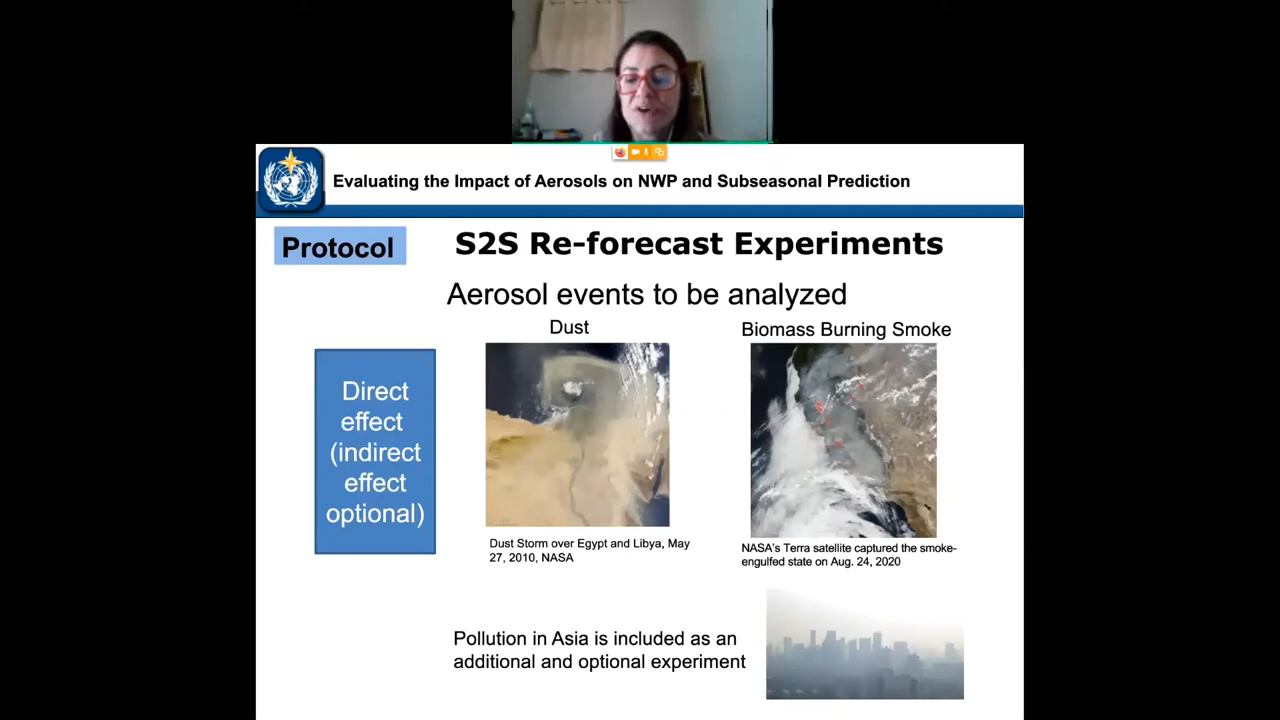 Evaluating the Impact of Aerosols on NWP and Subseasonal Prediction
Protocol
S2S Re-forecast Experiments
Aerosol events to be analyzed
Dust
Biomass Burning Smoke
Direct
effect
(indirect
effect
optional)
Dust Storm over Egypt and Libya, May
27, 2010, NASA
NASA's Terra satellite captured the smoke-
engulfed state on Aug. 24, 2020
Pollution in Asia is included as an
additional and optional experiment